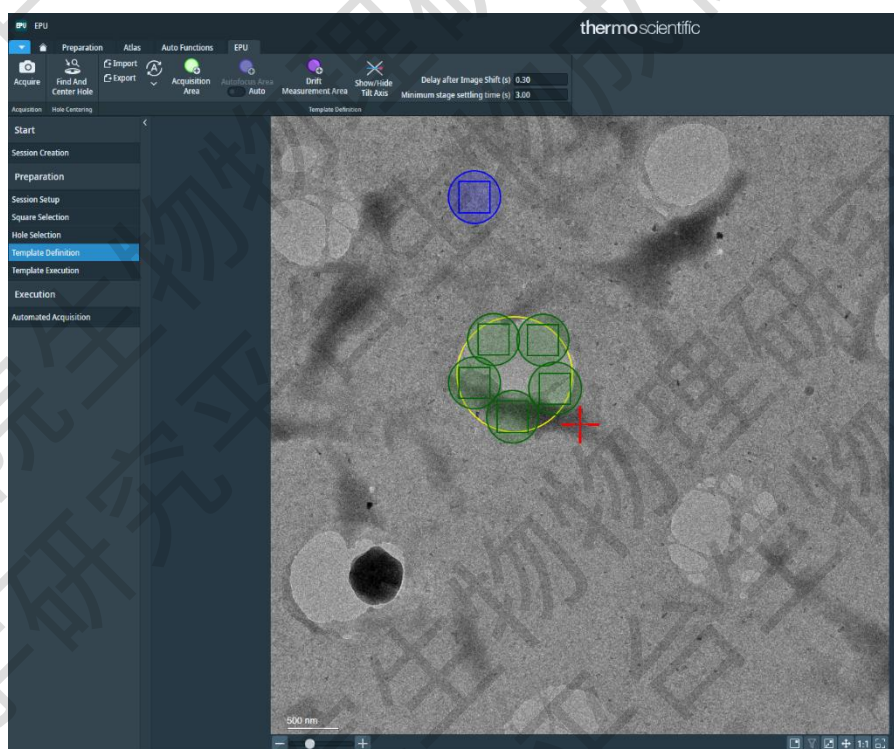 EPU EPU
thermo scientific
Preparation Atlas Auto Functions EPU
Acquire
Find And Center Hole
Import
Export
Acquisition Area
Autofocus Area
Auto
Drift Measurement Area
Show/Hide Tilt Axis
Delay after Image Shift (s) 0.30
Minimum stage settling time (s) 3.00
Acquisition Hole Centering Template Definition
Start
Session Creation
Preparation
Session Setup
Square Selection
Hole Selection
Template Definition
Template Execution
Execution
Automated Acquisition
500 nm
1:1